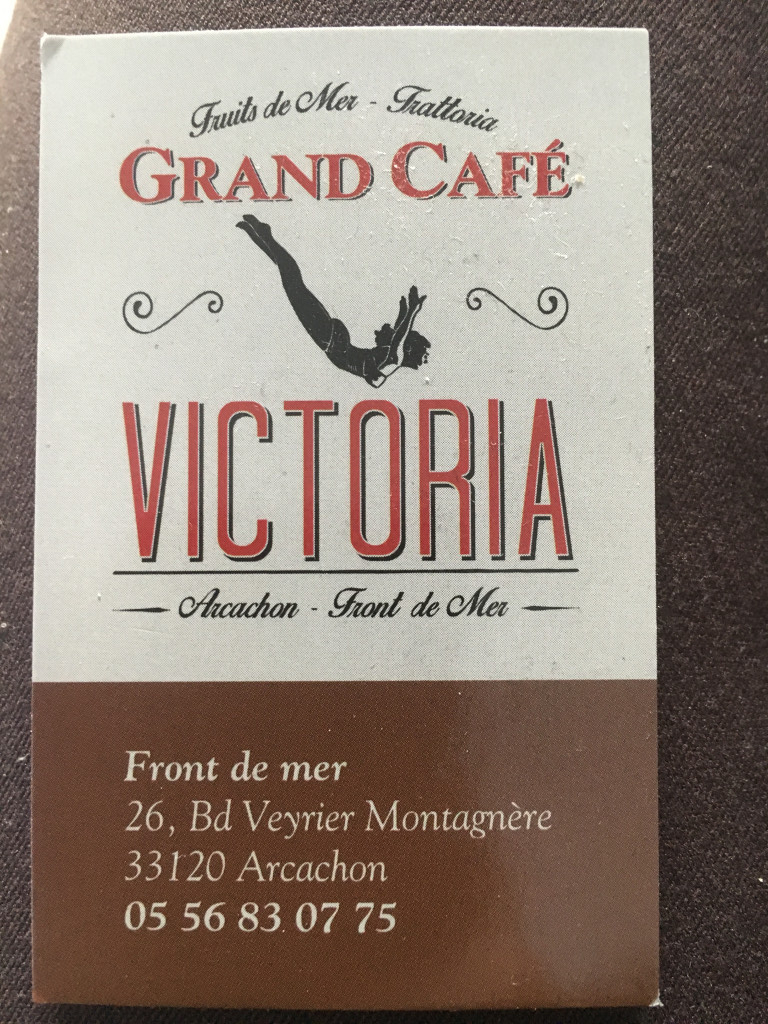 Fruits de Mer - Trattoria
GRAND CAFÉ
VICTORIA
Arcachon - Front de Mer
Front de mer
26, Bd Veyrier Montagnère
33120 Arcachon
05 56 83 07 75